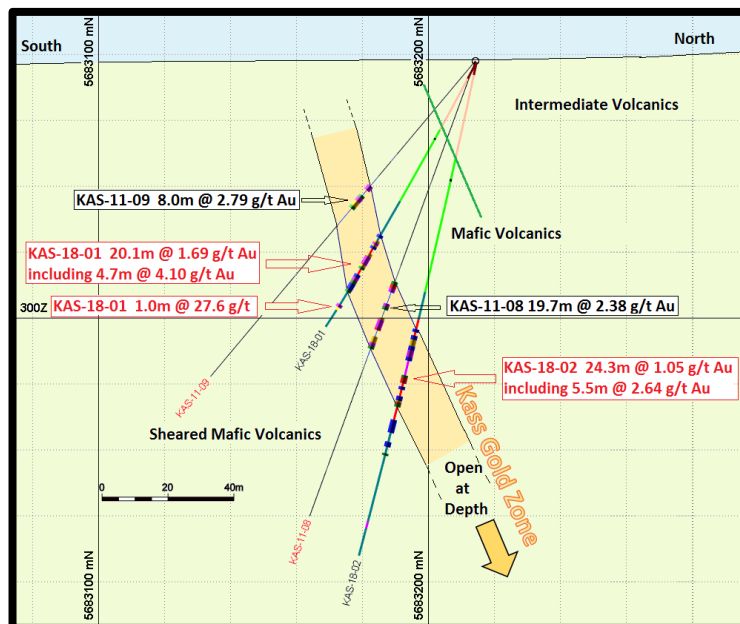 South
5683100 mN
5683200 mN
North
Intermediate Volcanics
KAS-11-09 8.0m @ 2.79 g/t Au
Mafic Volcanics
KAS-18-01 20.1m @ 1.69 g/t Au
including 4.7m @ 4.10 g/t Au
KAS-18-01 1.0m @ 27.6 g/t
KAS-11-08 19.7m @ 2.38 g/t Au
300Z
KAS-18-01
KAS-11-09
KAS-18-02 24.3m @ 1.05 g/t Au
including 5.5m @ 2.64 g/t Au
Kass Gold Zone
Sheared Mafic Volcanics
Open
at
Depth
0
20
40m
KAS-11-08
KAS-18-02
5683100 mN
5683200 mN